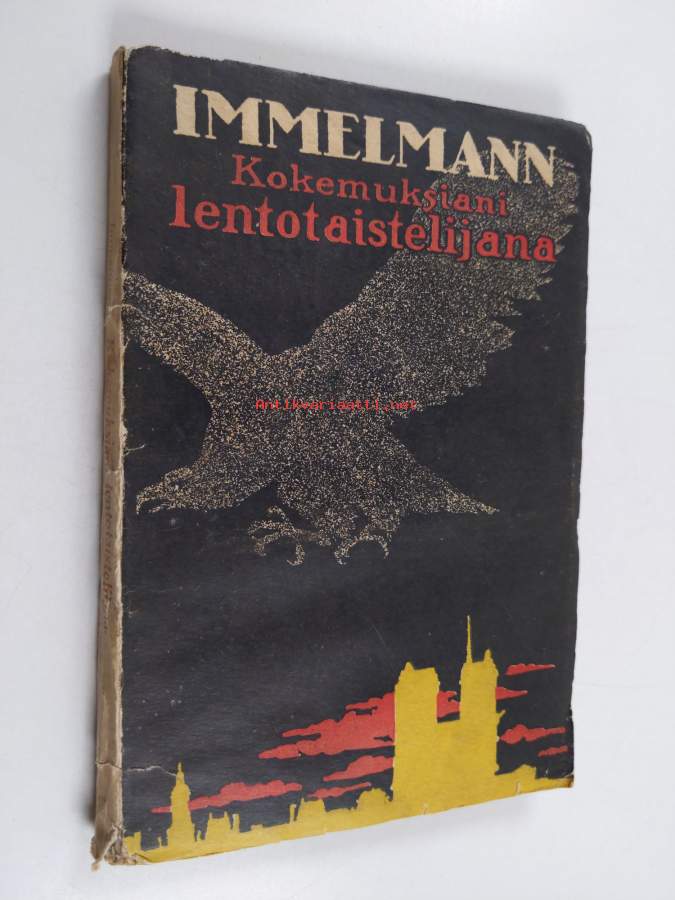 IMMELMANN
Kokemuksiani
lentotaistelijana
Antikvariaatti.net